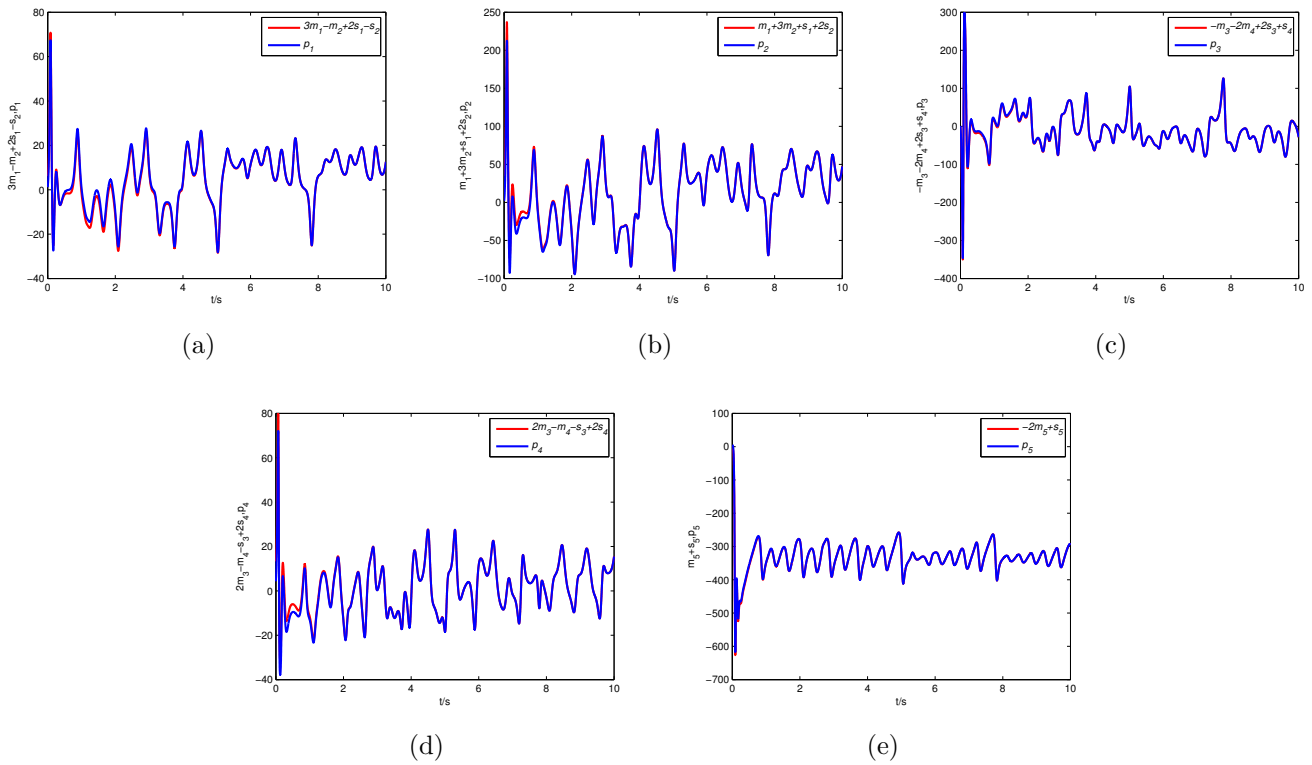 80
60
40
20
0
−20
−40
0
2
4
6
8
10
t/s
3m₁−m₂+2s₁−s₂,p₁
3m₁−m₂+2s₁−s₂
p₁
(a)
250
200
150
100
50
0
−50
−100
0
2
4
6
8
10
t/s
m₁+3m₂+s₁+2s₂,p₂
m₁+3m₂+s₁+2s₂
p₂
(b)
300
200
100
0
−100
−200
−300
−400
0
2
4
6
8
10
t/s
−m₃−2m₄+2s₃+s₄,p₃
−m₃−2m₄+2s₃+s₄
p₃
(c)
80
60
40
20
0
−20
−40
0
2
4
6
8
10
t/s
2m₃−m₄−s₃+2s₄,p₄
2m₃−m₄−s₃+2s₄
p₄
(d)
100
0
−100
−200
−300
−400
−500
−600
−700
0
2
4
6
8
10
t/s
m₅+s₅,p₅
−2m₅+s₅
p₅
(e)